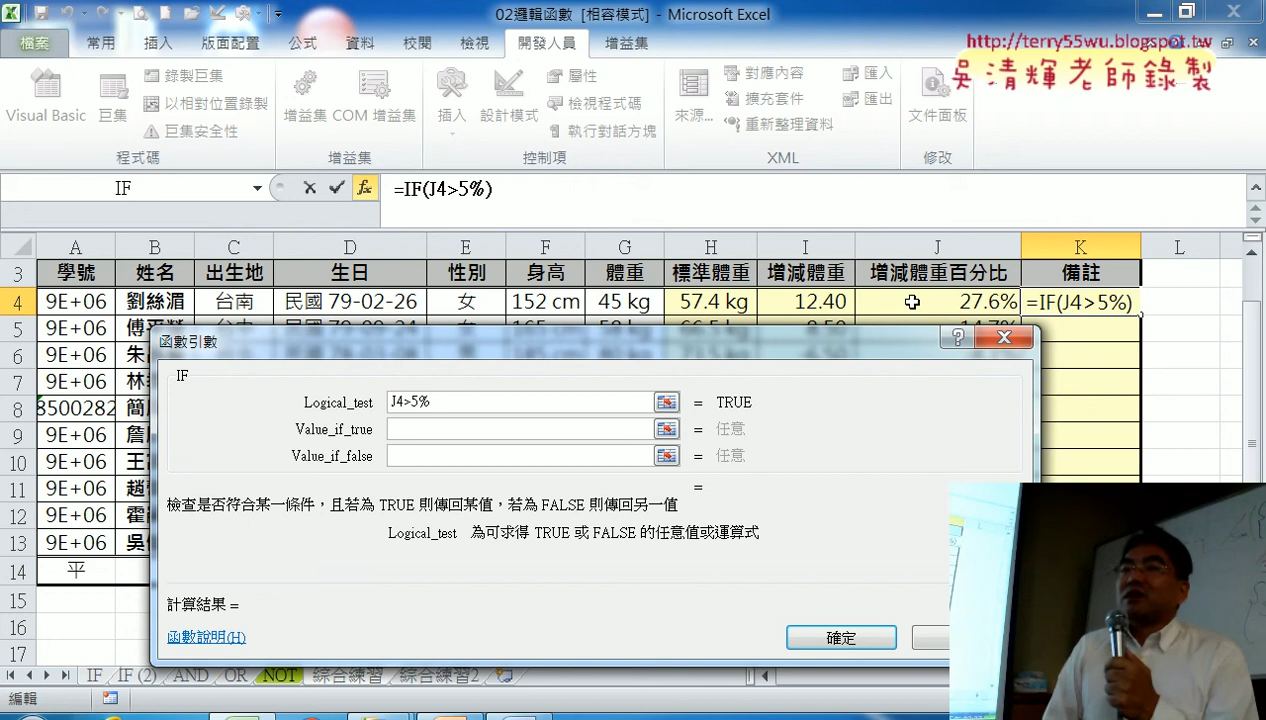 02邏輯函數 [相容模式] - Microsoft Excel
檔案 常用 插入 版面配置 公式 資料 校閱 檢視 開發人員 增益集
http://terry55wu.blogspot.tw
吳清輝老師錄製
Visual Basic 巨集 錄製巨集 以相對位置錄製 巨集安全性
增益集 COM 增益集
插入 設計模式 屬性 檢視程式碼 執行對話方塊
來源... 對應內容 擴充套件 重新整理資料 匯入 匯出
文件面板
程式碼 增益集 控制項 XML 修改
IF =IF(J4>5%)
A B C D E F G H I J K L
3 學號 姓名 出生地 生日 性別 身高 體重 標準體重 增減體重 增減體重百分比 備註
4 9E+06 劉絲湄 台南 民國 79-02-26 女 152 cm 45 kg 57.4 kg 12.40 27.6% =IF(J4>5%)
5 9E+06
6 9E+06
7 9E+06
8 8500282
9 9E+06
10 9E+06
11 9E+06
12 9E+06
13 9E+06
14 平
15
16
17
函數引數
IF
Logical_test J4>5% = TRUE
Value_if_true = 任意
Value_if_false = 任意
=
檢查是否符合某一條件，且若為 TRUE 則傳回某值，若為 FALSE 則傳回另一值
Logical_test 為可求得 TRUE 或 FALSE 的任意值或運算式
計算結果 =
函數說明(H)
確定
IF IF (2) AND OR NOT 綜合練習 綜合練習2
編輯